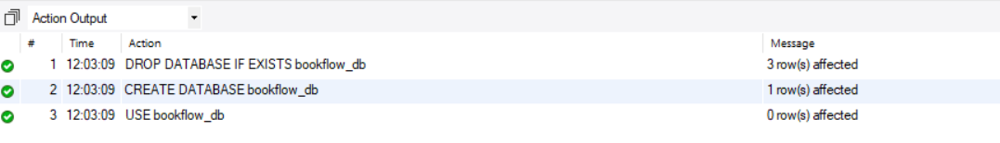 Action Output
# Time Action Message
1 12:03:09 DROP DATABASE IF EXISTS bookflow_db 3 row(s) affected
2 12:03:09 CREATE DATABASE bookflow_db 1 row(s) affected
3 12:03:09 USE bookflow_db 0 row(s) affected